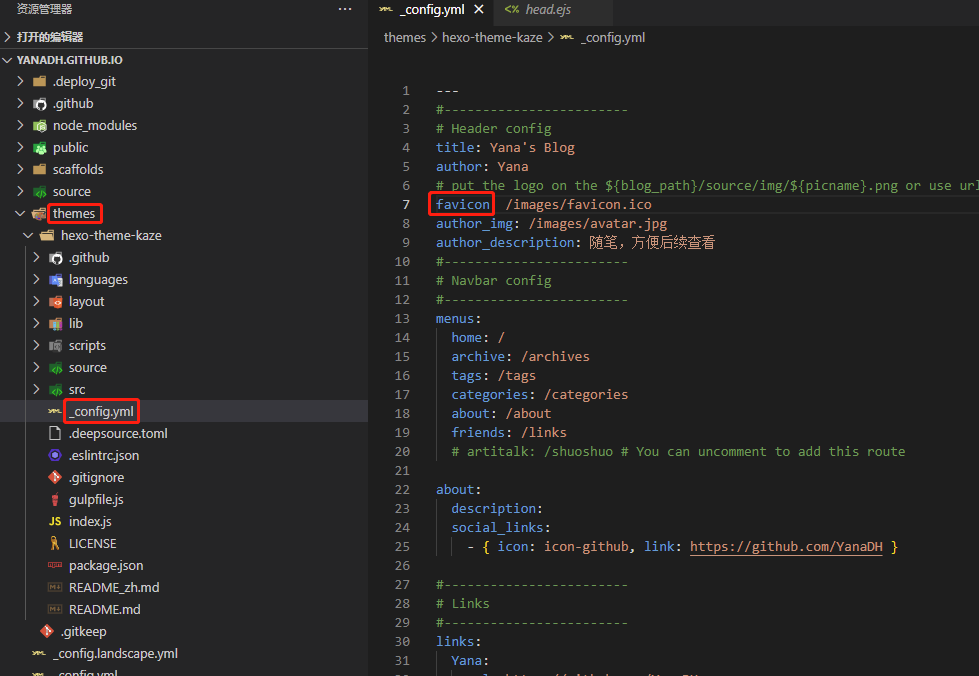 资源管理器
···
打开的编辑器
YANADH.GITHUB.IO
.deploy_git
.github
node_modules
public
scaffolds
source
themes
hexo-theme-kaze
.github
languages
layout
lib
scripts
source
src
_config.yml
.deepsource.toml
.eslintrc.json
.gitignore
gulpfile.js
JS index.js
LICENSE
package.json
README_zh.md
README.md
.gitkeep
_config.landscape.yml
_config.yml
_config.yml ✕ <% head.ejs
themes > hexo-theme-kaze > _config.yml
1 ---
2 #------------------------
3 # Header config
4 title: Yana's Blog
5 author: Yana
6 # put the logo on the ${blog_path}/source/img/${picname}.png or use url
7 favicon /images/favicon.ico
8 author_img: /images/avatar.jpg
9 author_description: 随笔，方便后续查看
10 #------------------------
11 # Navbar config
12 #------------------------
13 menus:
14 home: /
15 archive: /archives
16 tags: /tags
17 categories: /categories
18 about: /about
19 friends: /links
20 # artitalk: /shuoshuo # You can uncomment to add this route
21
22 about:
23 description:
24 social_links:
25 - { icon: icon-github, link: https://github.com/YanaDH }
26
27 #------------------------
28 # Links
29 #------------------------
30 links:
31 Yana: